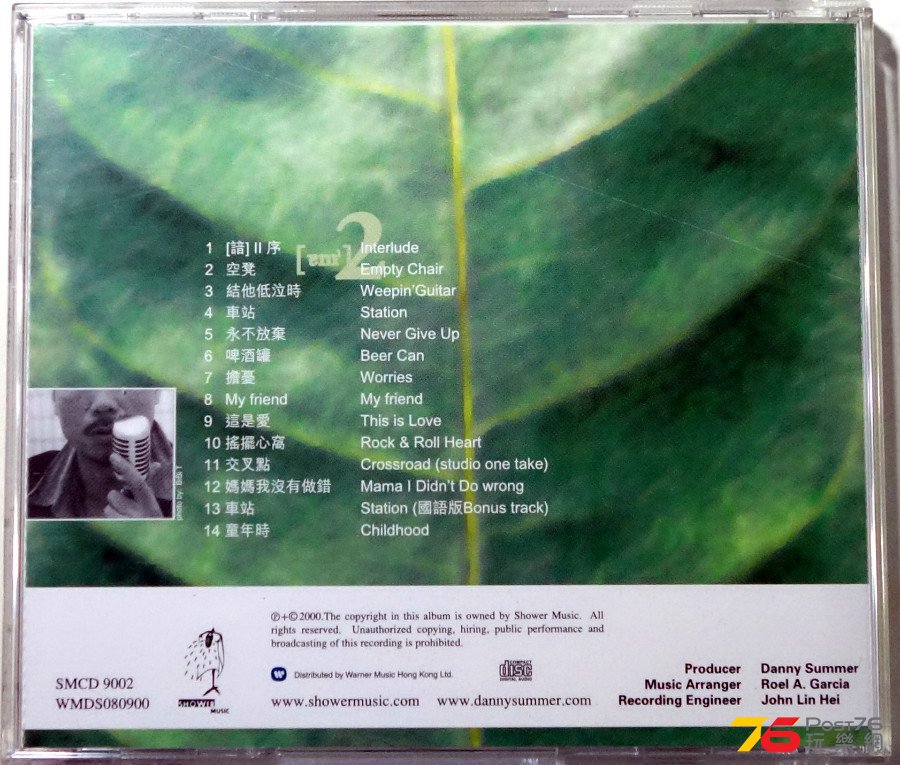 2
1 [諳] II 序 Interlude
2 空凳 Empty Chair
3 結他低泣時 Weepin'Guitar
4 車站 Station
5 永不放棄 Never Give Up
6 啤酒罐 Beer Can
7 擔憂 Worries
8 My friend My friend
9 這是愛 This is Love
10 搖擺心窩 Rock & Roll Heart
11 交叉點 Crossroad (studio one take)
12 媽媽我沒有做錯 Mama I Didn't Do wrong
13 車站 Station (國語版Bonus track)
14 童年時 Childhood
photo by
℗+©2000.The copyright in this album is owned by Shower Music. All
rights reserved. Unauthorized copying, hiring, public performance and
broadcasting of this recording is prohibited.
Distributed by Warner Music Hong Kong Ltd.
COMPACT
disc
DIGITAL AUDIO
SMCD 9002
WMDS080900
SHOWER
MUSIC
www.showermusic.com www.dannysummer.com
Producer Danny Summer
Music Arranger Roel A. Garcia
Recording Engineer John Lin Hei
76 Post76
玩樂網